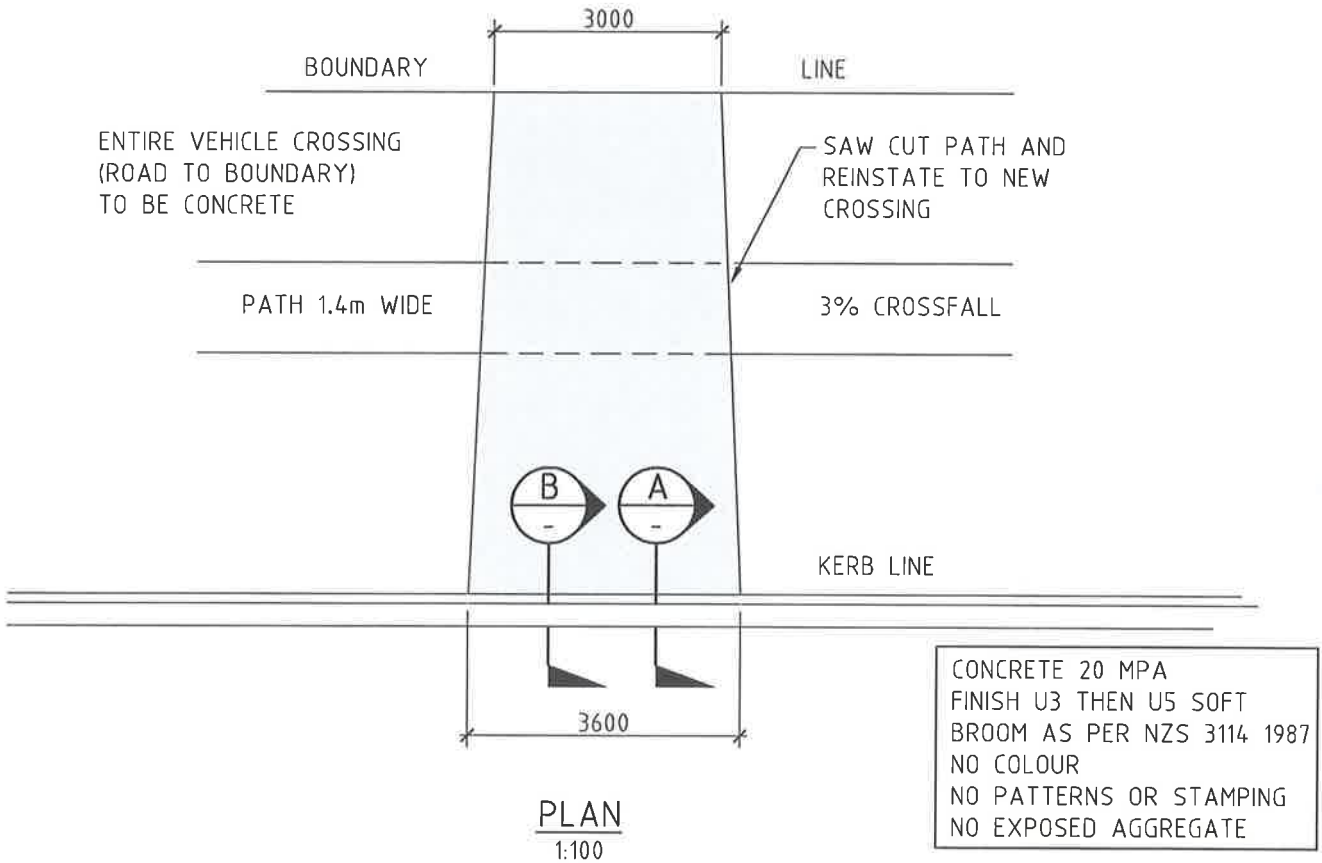 3000
BOUNDARY
LINE
ENTIRE VEHICLE CROSSING
(ROAD TO BOUNDARY)
TO BE CONCRETE
SAW CUT PATH AND
REINSTATE TO NEW
CROSSING
PATH 1.4m WIDE
3% CROSSFALL
B
-
A
-
KERB LINE
3600
CONCRETE 20 MPA
FINISH U3 THEN U5 SOFT
BROOM AS PER NZS 3114 1987
NO COLOUR
NO PATTERNS OR STAMPING
NO EXPOSED AGGREGATE
PLAN
1:100